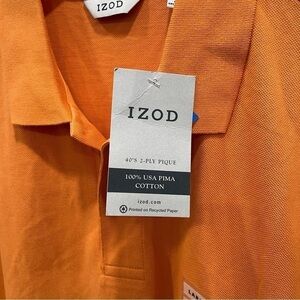 IZOD
IZOD
40'S 2-PLY PIQUE
100% USA PIMA
COTTON
izod.com
Printed on Recycled Paper